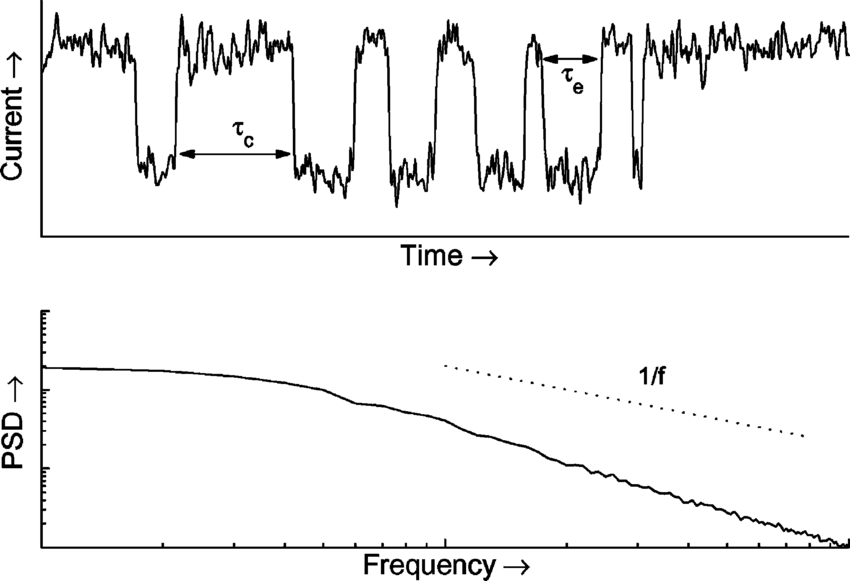 Current →
τc
τe
Time →
PSD →
1/f
Frequency →